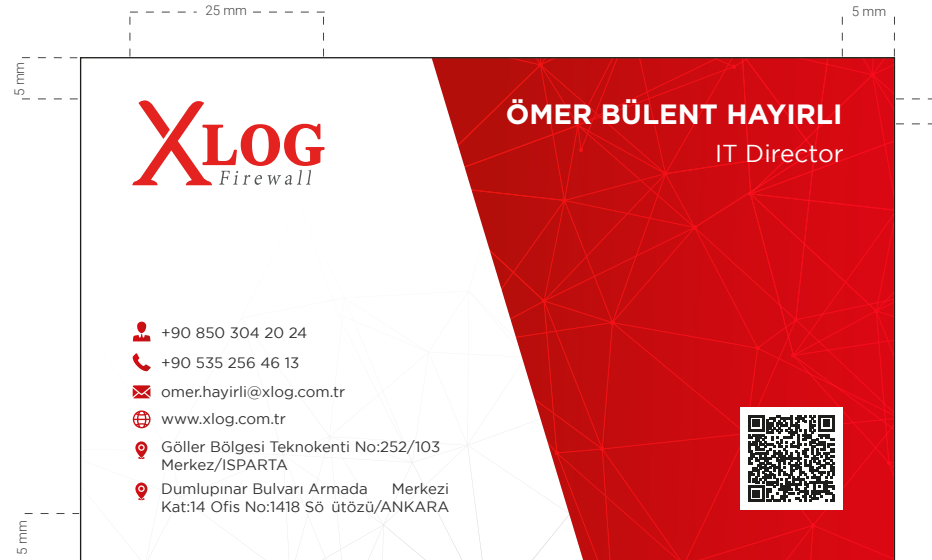 25 mm
5 mm
5 mm
XLOG
Firewall
ÖMER BÜLENT HAYIRLI
IT Director
+90 850 304 20 24
+90 535 256 46 13
omer.hayirli@xlog.com.tr
www.xlog.com.tr
Göller Bölgesi Teknokenti No:252/103
Merkez/ISPARTA
Dumlupınar Bulvarı Armada Merkezi
Kat:14 Ofis No:1418 Sö ütözü/ANKARA
5 mm